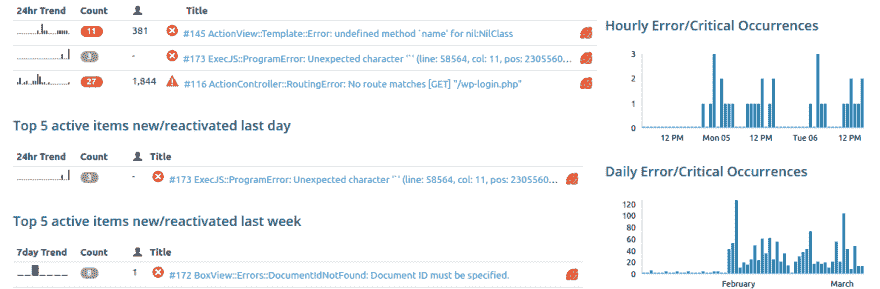 24hr Trend Count Title
11 381 #145 ActionView::Template::Error: undefined method `name' for nil:NilClass
- #173 ExecJS::ProgramError: Unexpected character '`' (line: 58564, col: 11, pos: 2305560...
27 1,844 #116 ActionController::RoutingError: No route matches [GET] "/wp-login.php"
Top 5 active items new/reactivated last day
24hr Trend Count Title
- #173 ExecJS::ProgramError: Unexpected character '`' (line: 58564, col: 11, pos: 2305560...
Top 5 active items new/reactivated last week
7day Trend Count Title
1 #172 BoxView::Errors::DocumentIdNotFound: Document ID must be specified.
Hourly Error/Critical Occurrences
3
2
1
0
12 PM Mon 05 12 PM Tue 06 12 PM
Daily Error/Critical Occurrences
120
100
80
60
40
20
0
February March